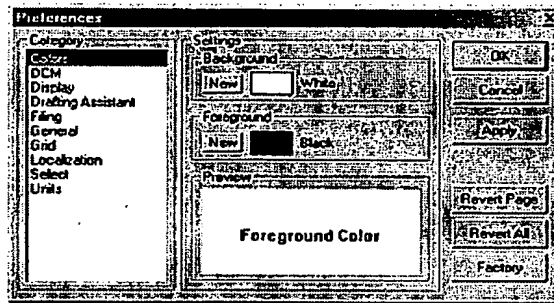 Preferences
Category
Colors
DCM
Display
Drafting Assistant
Filing
General
Grid
Localization
Select
Units
Settings
Background
New
White
Foreground
New
Black
Preview
Foreground Color
OK
Cancel
Apply
Revert Page
Revert All
Factory